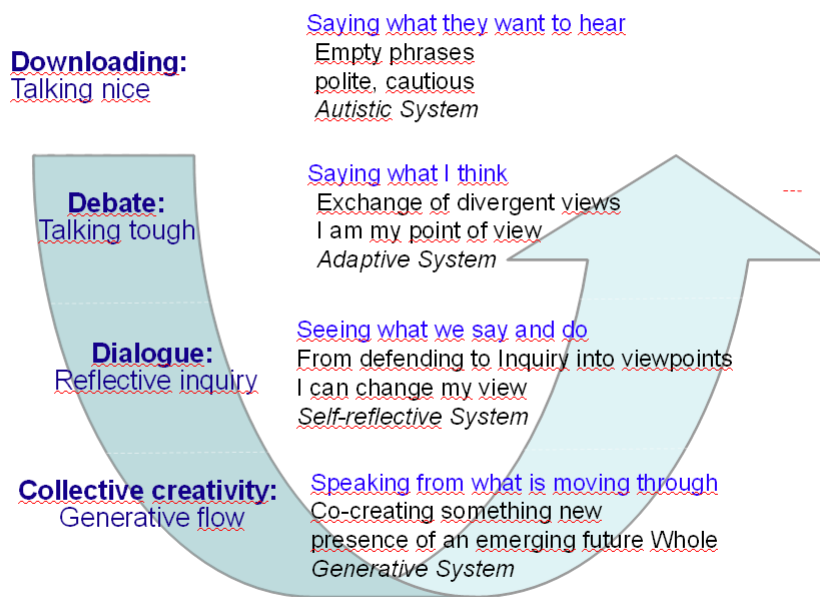 Downloading:
Talking nice
Saying what they want to hear
Empty phrases
polite, cautious
Autistic System
Debate:
Talking tough
Saying what I think
Exchange of divergent views
I am my point of view
Adaptive System
---
Dialogue:
Reflective inquiry
Seeing what we say and do
From defending to Inquiry into viewpoints
I can change my view
Self-reflective System
Collective creativity:
Generative flow
Speaking from what is moving through
Co-creating something new
presence of an emerging future Whole
Generative System